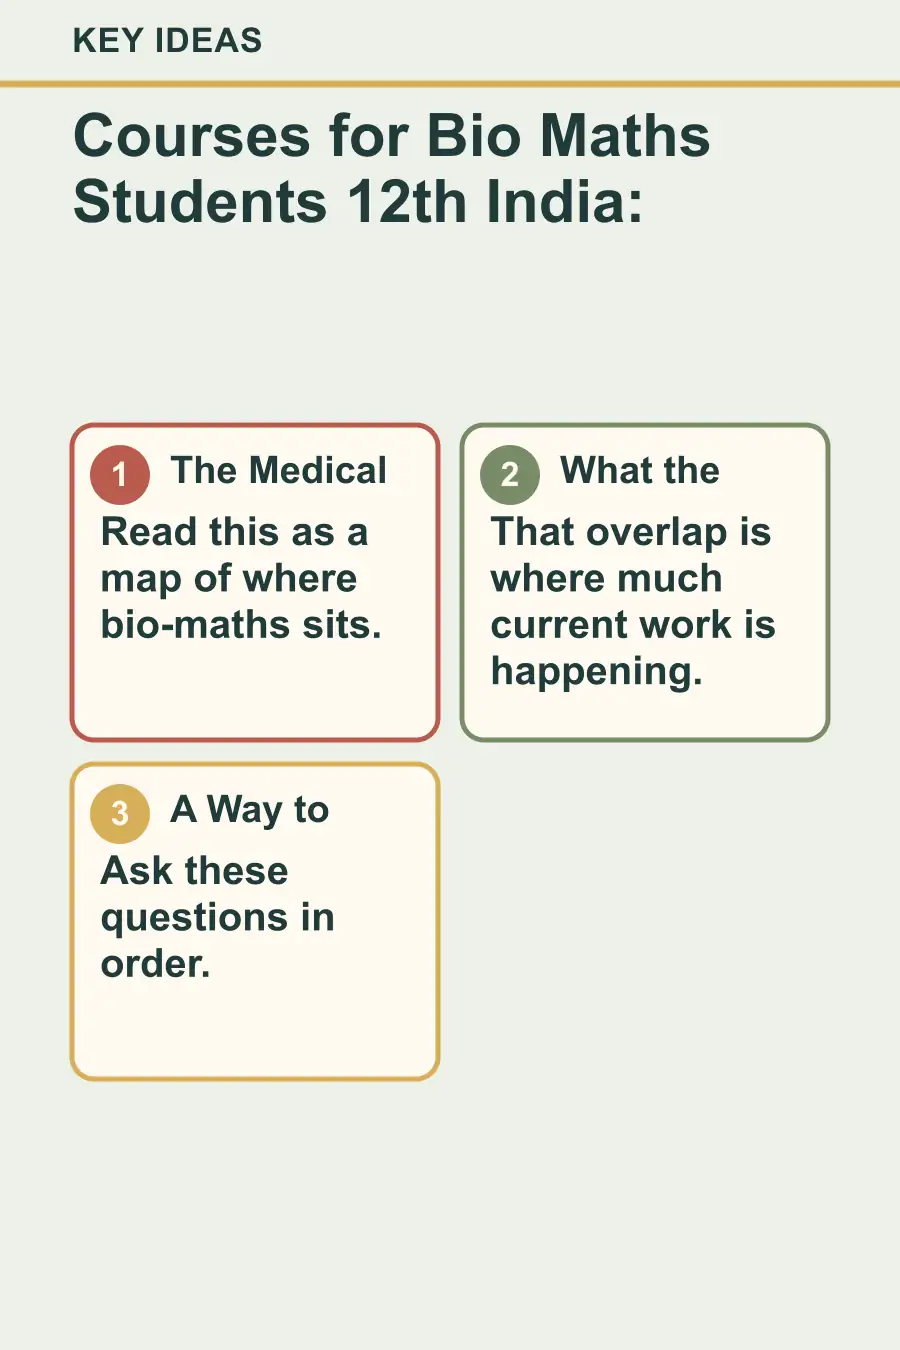 KEY IDEAS
Courses for Bio Maths
Students 12th India:
1 The Medical
Read this as a
map of where
bio-maths sits.
2 What the
That overlap is
where much
current work is
happening.
3 A Way to
Ask these
questions in
order.